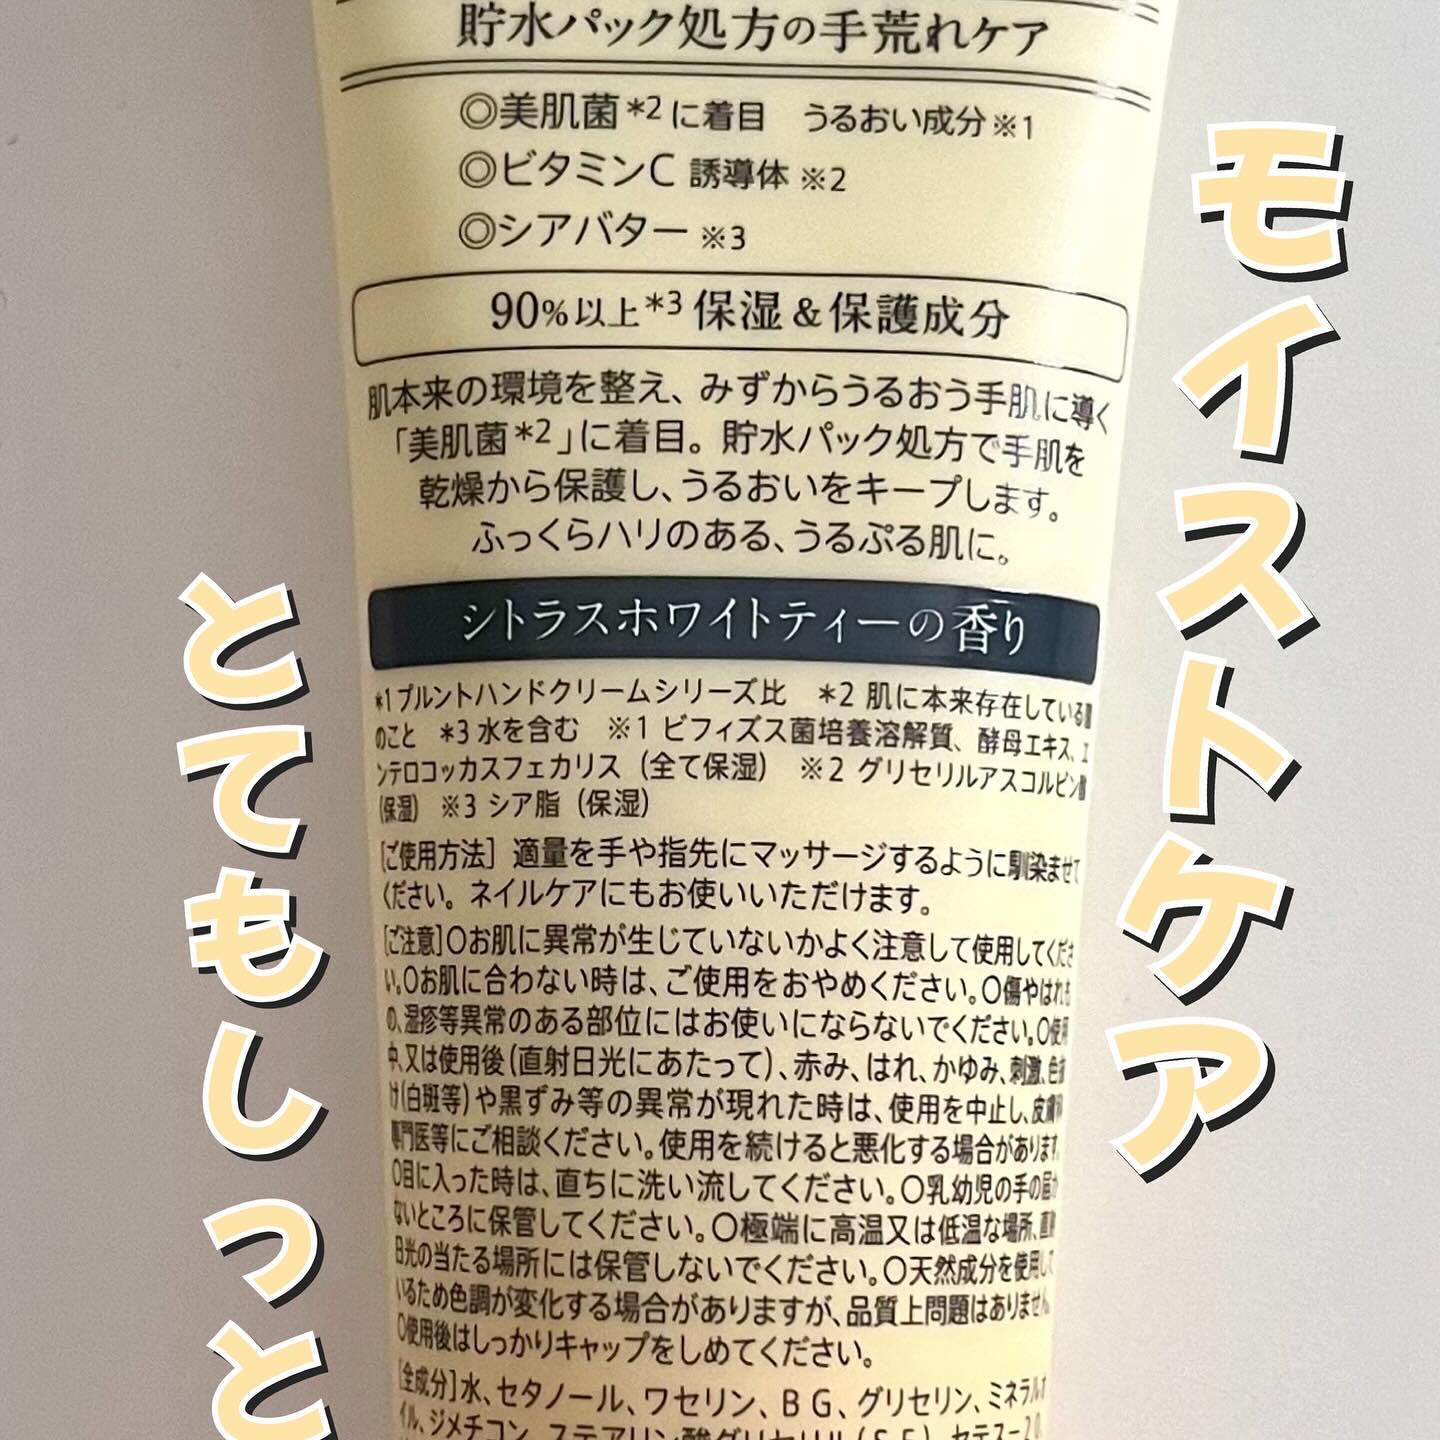 貯水パック処方の手荒れケア
◎美肌菌*2に着目 うるおい成分※1
◎ビタミンC誘導体※2
◎シアバター※3
90%以上*3保湿&保護成分
肌本来の環境を整え、みずからうるおう手肌に導く
「美肌菌*2」に着目。貯水パック処方で手肌を
乾燥から保護し、うるおいをキープします。
ふっくらハリのある、うるぷる肌に。
シトラスホワイトティーの香り
*1 プルントハンドクリームシリーズ比 *2 肌に本来存在している
のこと *3 水を含む ※1 ビフィズス菌培養溶解質、酵母エキス、エ
ンテロコッカスフェカリス(全て保湿) ※2 グリセリルアスコルビン酸
(保湿) ※3 シア脂(保湿)
[ご使用方法] 適量を手や指先にマッサージするように馴染ませて
ください。ネイルケアにもお使いいただけます。
[ご注意]○お肌に異常が生じていないかよく注意して使用してくださ
い。○お肌に合わない時は、ご使用をおやめください。○傷やはれも
の、湿疹等異常のある部位にはお使いにならないでください。○使用
中、又は使用後(直射日光にあたって)、赤み、はれ、かゆみ、刺激、色抜
け(白斑等)や黒ずみ等の異常が現れた時は、使用を中止し、皮膚科
専門医等にご相談ください。使用を続けると悪化する場合があります。
○目に入った時は、直ちに洗い流してください。○乳幼児の手の届か
ないところに保管してください。○極端に高温又は低温な場所、直射
日光の当たる場所には保管しないでください。○天然成分を使用して
いるため色調が変化する場合がありますが、品質上問題はありません。
○使用後はしっかりキャップをしめてください。
[全成分]水、セタノール、ワセリン、BG、グリセリン、ミネラルオ
イル、ジメチコン、ステアリン酸グリセリル(SE)、セテス-20、
モイストケア
とてもしっと